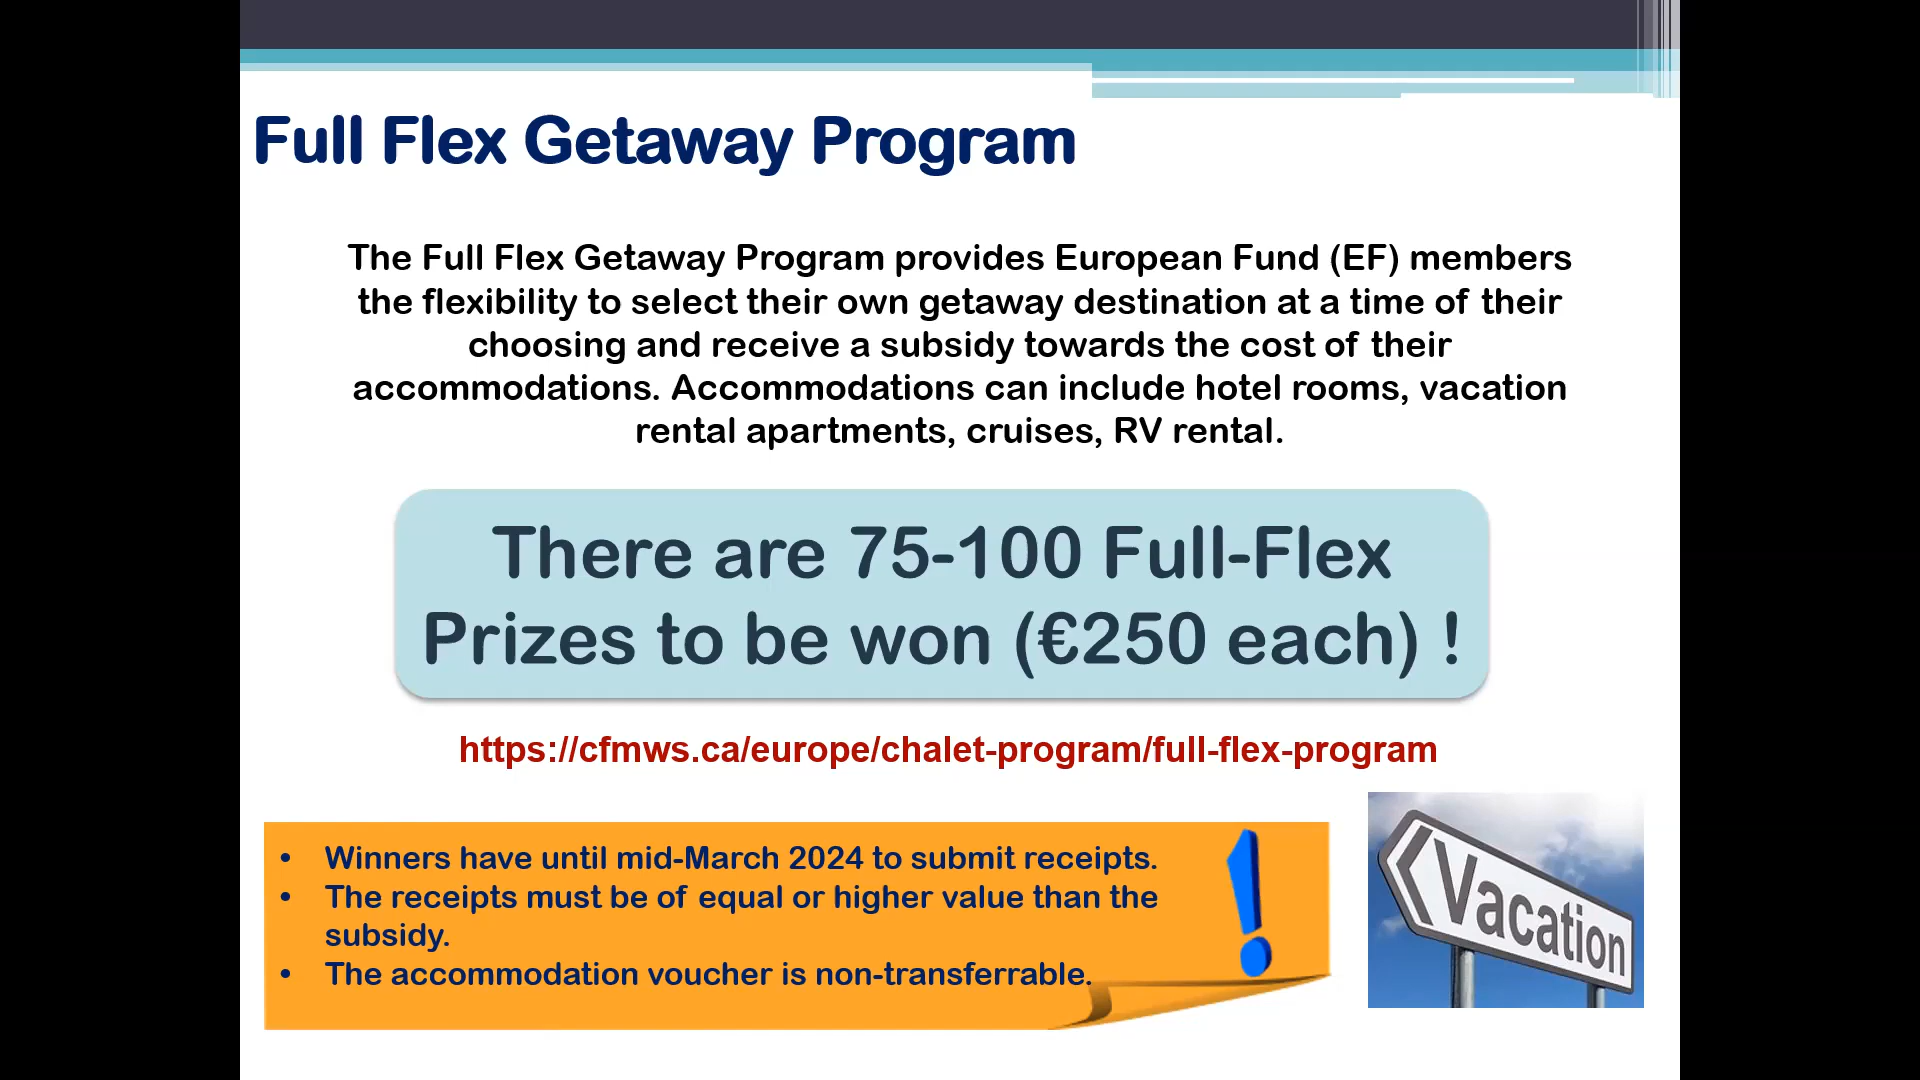 Full Flex Getaway Program
The Full Flex Getaway Program provides European Fund (EF) members
the flexibility to select their own getaway destination at a time of their
choosing and receive a subsidy towards the cost of their
accommodations. Accommodations can include hotel rooms, vacation
rental apartments, cruises, RV rental.
There are 75-100 Full-Flex
Prizes to be won (€250 each) !
https://cfmws.ca/europe/chalet-program/full-flex-program
• Winners have until mid-March 2024 to submit receipts.
• The receipts must be of equal or higher value than the
subsidy.
• The accommodation voucher is non-transferrable.
!
Vacation